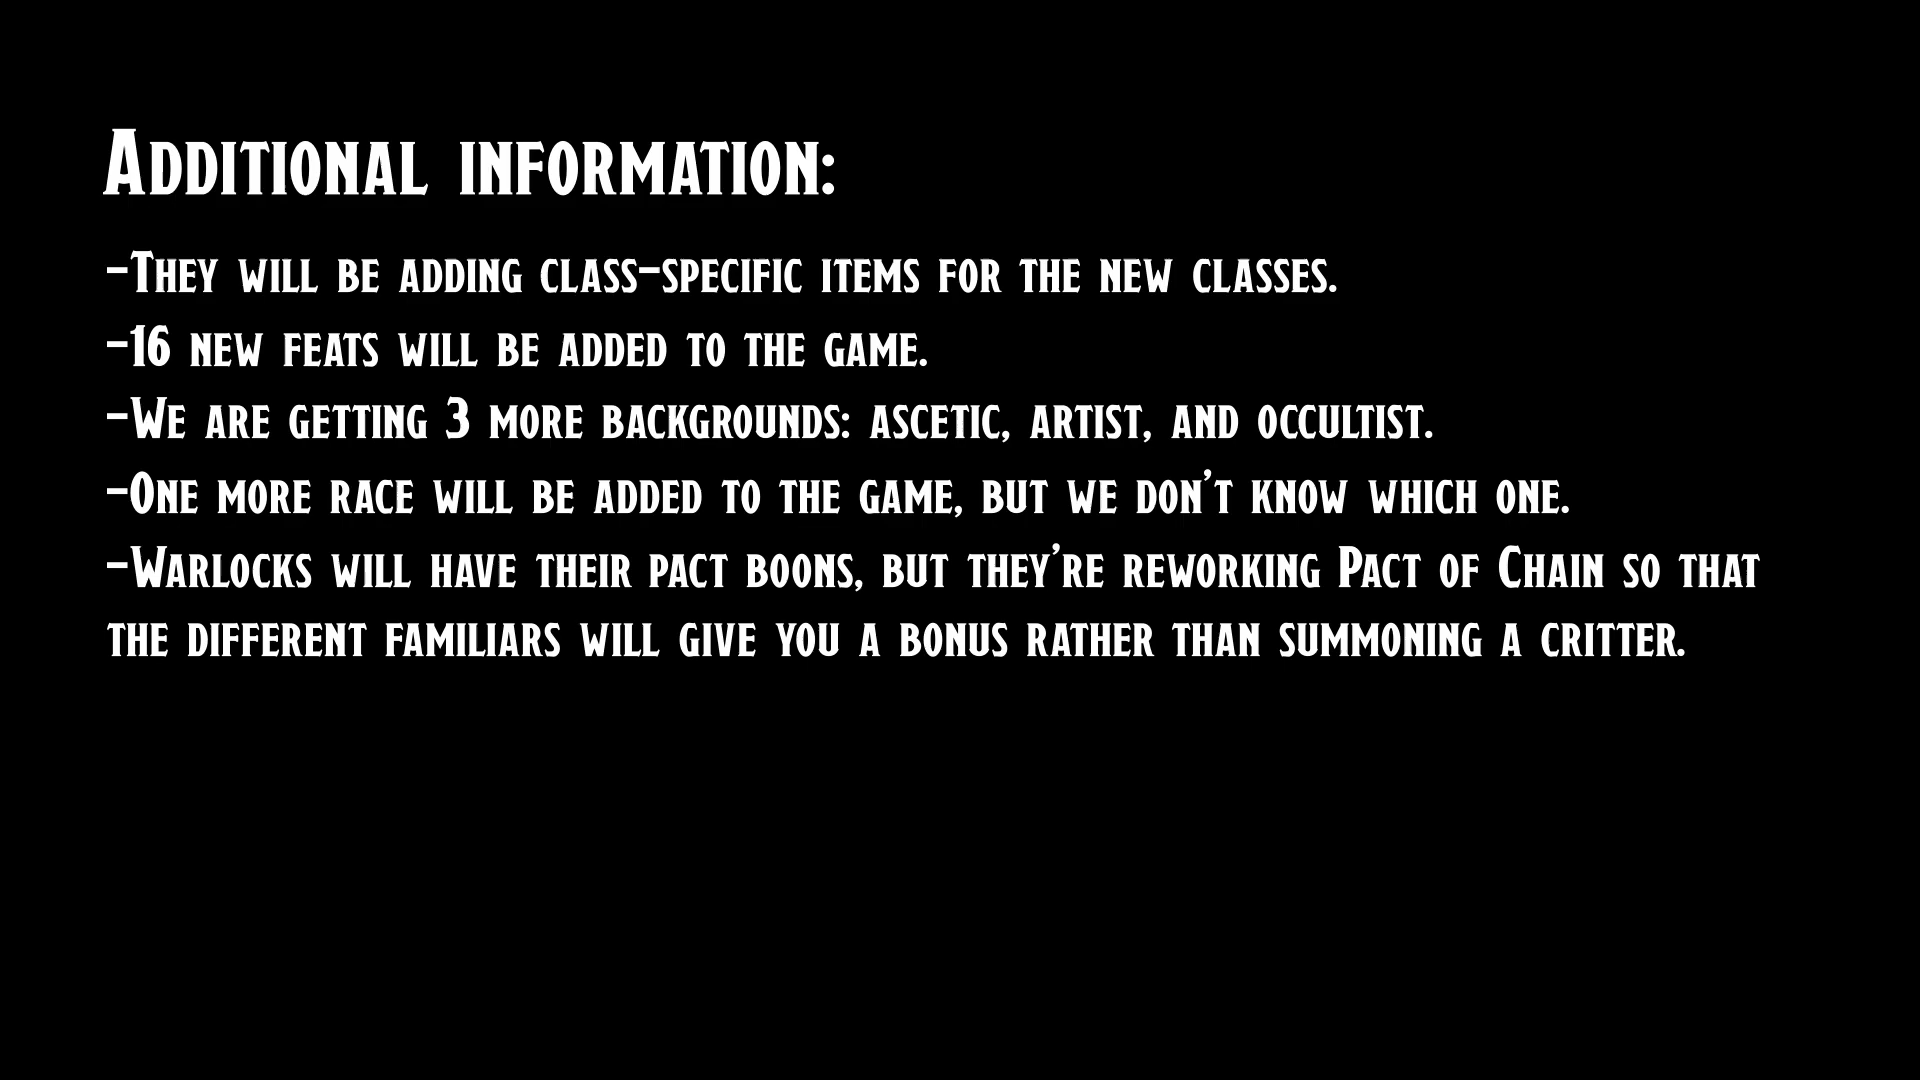 Additional information:
-They will be adding class-specific items for the new classes.
-16 new feats will be added to the game.
-We are getting 3 more backgrounds: ascetic, artist, and occultist.
-One more race will be added to the game, but we don't know which one.
-Warlocks will have their pact boons, but they're reworking Pact of Chain so that
the different familiars will give you a bonus rather than summoning a critter.